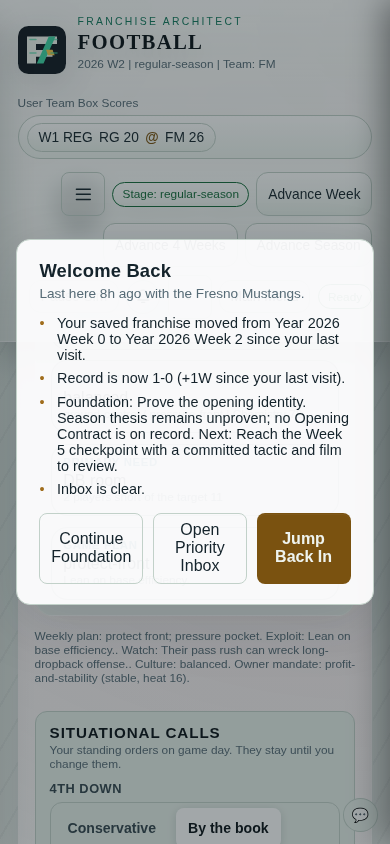 FRANCHISE ARCHITECT
FOOTBALL
2026 W2 | regular-season | Team: FM
User Team Box Scores
W1 REG RG 20 @ FM 26
Stage: regular-season
Advance Week
Advance 4 Weeks
Advance Season
Ready
Welcome Back
Last here 8h ago with the Fresno Mustangs.
• Your saved franchise moved from Year 2026
Week 0 to Year 2026 Week 2 since your last
visit.
• Record is now 1-0 (+1W since your last visit).
• Foundation: Prove the opening identity.
Season thesis remains unproven; no Opening
Contract is on record. Next: Reach the Week
5 checkpoint with a committed tactic and film
to review.
• Inbox is clear.
Continue
Foundation
Open
Priority
Inbox
Jump
Back In
Weekly plan: protect front; pressure pocket. Exploit: Lean on
base efficiency.. Watch: Their pass rush can wreck long-
dropback offense.. Culture: balanced. Owner mandate: profit-
and-stability (stable, heat 16).
SITUATIONAL CALLS
Your standing orders on game day. They stay until you
change them.
4TH DOWN
Conservative
By the book